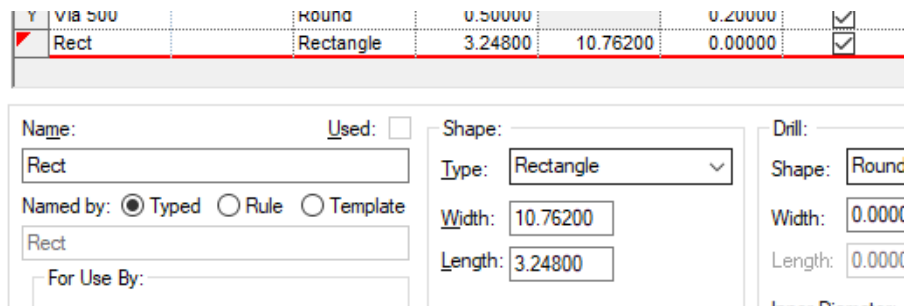 Y Via 500 Round 0.50000 0.20000
Rect Rectangle 3.24800 10.76200 0.00000
Name: Used: Shape: Drill:
Rect Type: Rectangle Shape: Round
Named by: Typed Rule Template Width: 10.76200 Width: 0.0000
Rect Length: 3.24800 Length: 0.0000
For Use By: